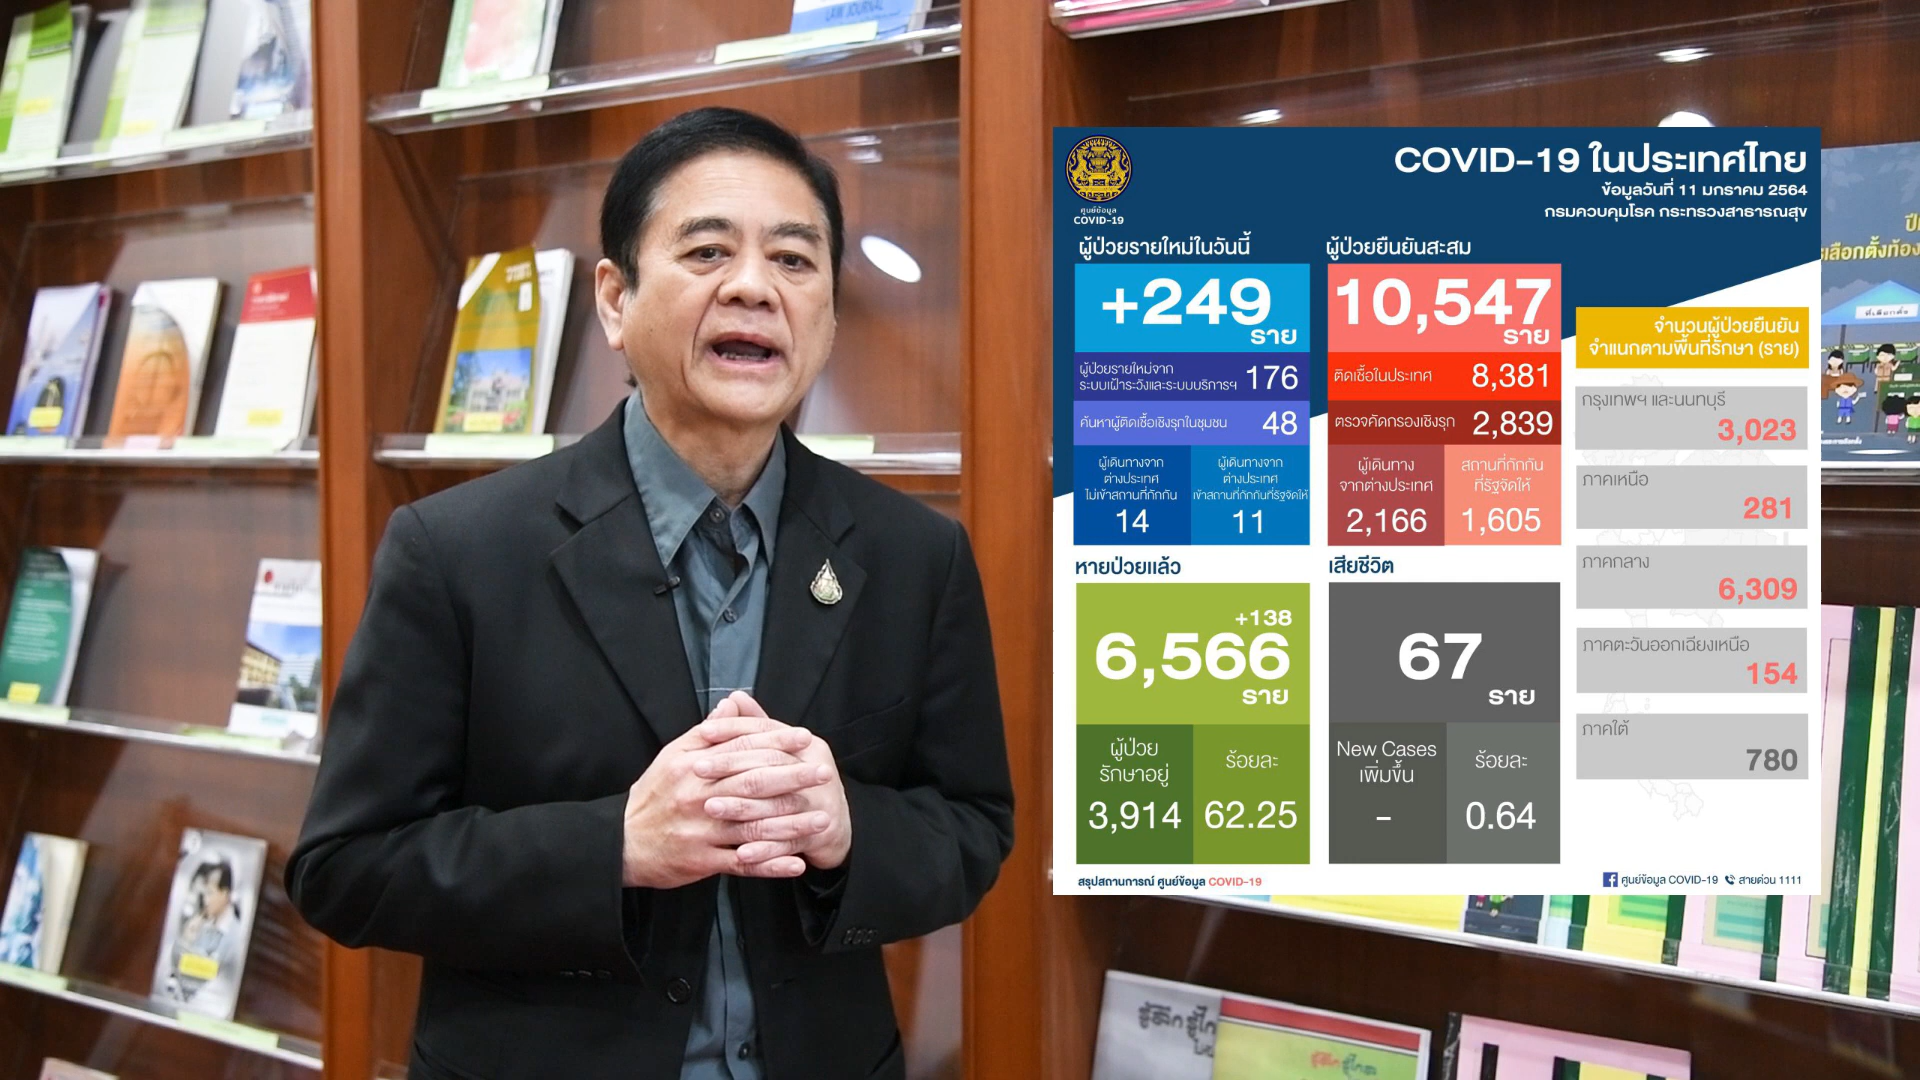 LAW JOURNAL
ศูนย์ข้อมูล
COVID-19
COVID-19 ในประเทศไทย
ข้อมูลวันที่ 11 มกราคม 2564
กรมควบคุมโรค กระทรวงสาธารณสุข
ผู้ป่วยรายใหม่ในวันนี้
+249
ราย
ผู้ป่วยรายใหม่จาก
ระบบเฝ้าระวังและระบบบริการฯ 176
ค้นหาผู้ติดเชื้อเชิงรุกในชุมชน 48
ผู้เดินทางจาก
ต่างประเทศ
ไม่เข้าสถานที่กักกัน
14
ผู้เดินทางจาก
ต่างประเทศ
เข้าสถานที่กักกันที่รัฐจัดให้
11
ผู้ป่วยยืนยันสะสม
10,547
ราย
ติดเชื้อในประเทศ 8,381
ตรวจคัดกรองเชิงรุก 2,839
ผู้เดินทาง
จากต่างประเทศ
2,166
สถานที่กักกัน
ที่รัฐจัดให้
1,605
หายป่วยแล้ว
+138
6,566
ราย
ผู้ป่วย
รักษาอยู่
3,914
ร้อยละ
62.25
เสียชีวิต
67
ราย
New Cases
เพิ่มขึ้น
-
ร้อยละ
0.64
จำนวนผู้ป่วยยืนยัน
จำแนกตามพื้นที่รักษา (ราย)
กรุงเทพฯ และนนทบุรี
3,023
ภาคเหนือ
281
ภาคกลาง
6,309
ภาคตะวันออกเฉียงเหนือ
154
ภาคใต้
780
สรุปสถานการณ์ ศูนย์ข้อมูล COVID-19
ศูนย์ข้อมูล COVID-19 สายด่วน 1111
เลือกตั้งท้อง
ที่เลือกตั้ง